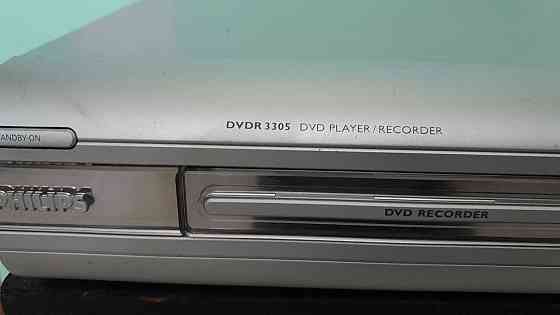 DVDR 3305 DVD PLAYER/RECORDER
ANDBY-ON
PHILIPS
DVD RECORDER